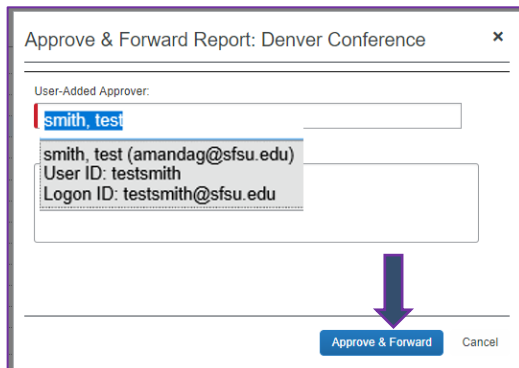 Approve & Forward Report: Denver Conference ×
User-Added Approver:
smith, test
smith, test (amandag@sfsu.edu)
User ID: testsmith
Logon ID: testsmith@sfsu.edu
Approve & Forward Cancel